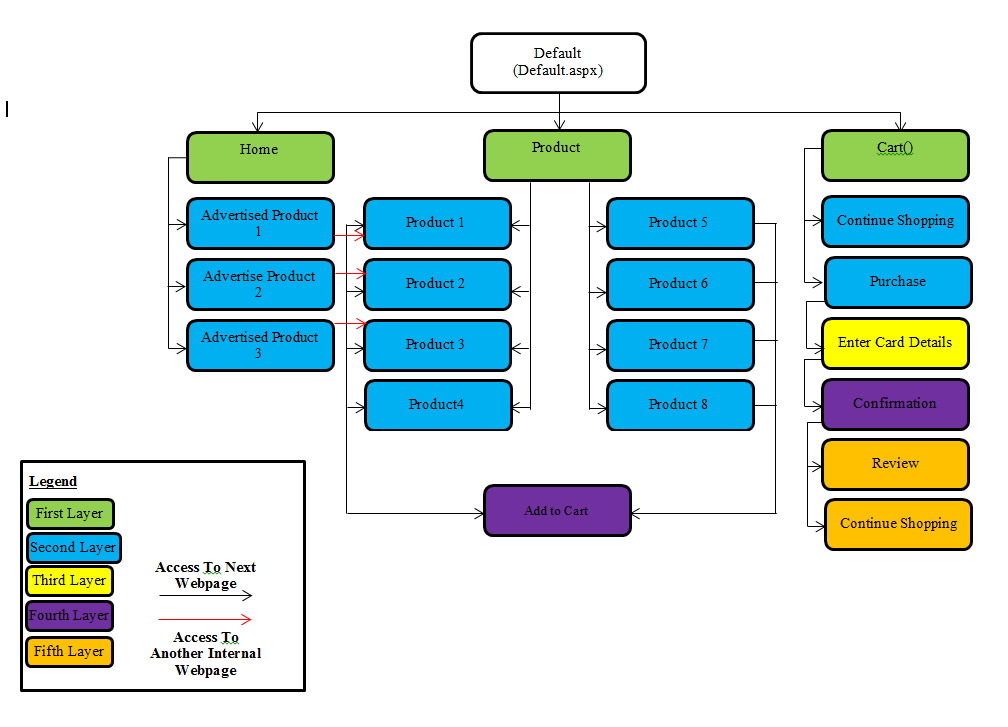 Default
(Default.aspx)
Home
Product
Cart()
Advertised Product
1
Product 1
Product 5
Continue Shopping
Advertise Product
2
Product 2
Product 6
Purchase
Advertised Product
3
Product 3
Product 7
Enter Card Details
Product4
Product 8
Confirmation
Review
Add to Cart
Continue Shopping
Legend
First Layer
Second Layer
Third Layer
Fourth Layer
Fifth Layer
Access To Next
Webpage
Access To
Another Internal
Webpage